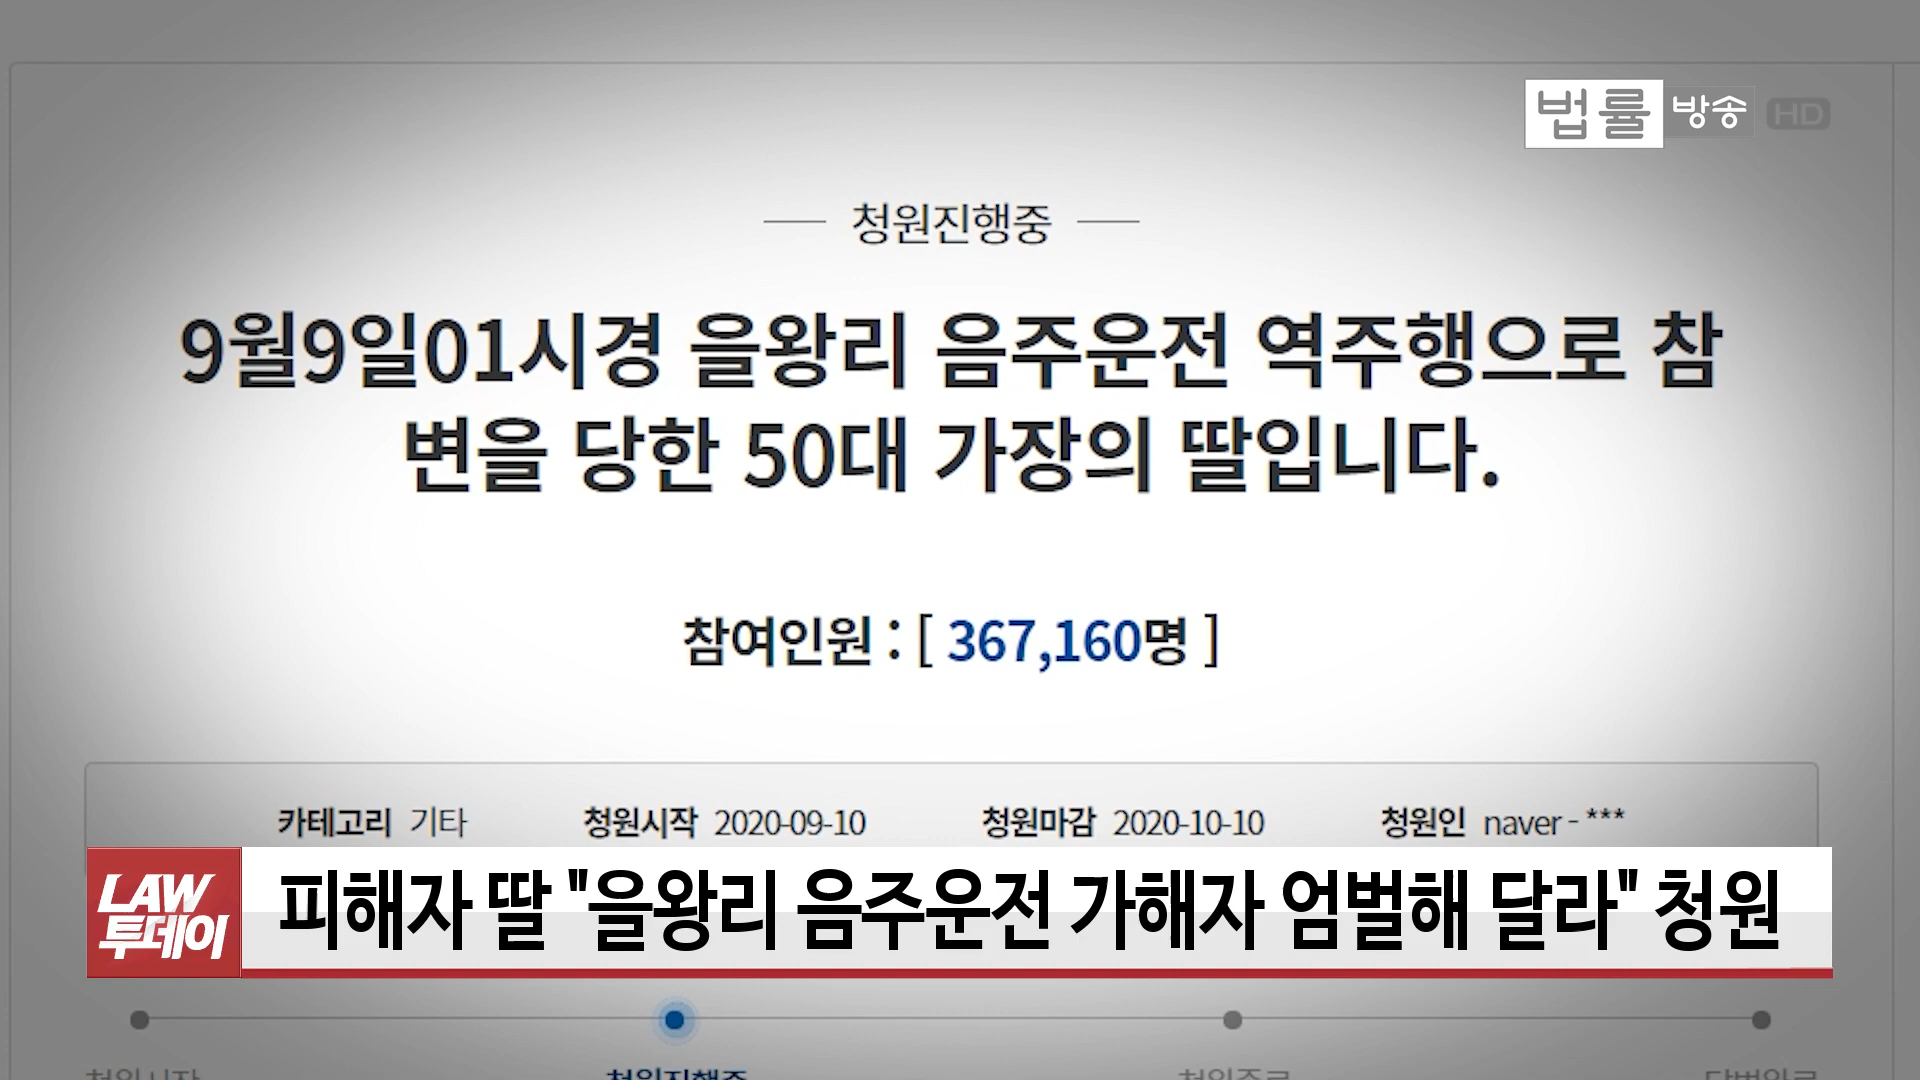 법률방송 HD
청원진행중
9월9일01시경 을왕리 음주운전 역주행으로 참
변을 당한 50대 가장의 딸입니다.
참여인원 : [ 367,160명 ]
카테고리 기타 청원시작 2020-09-10 청원마감 2020-10-10 청원인 naver - ***
LAW
투데이
피해자 딸 "을왕리 음주운전 가해자 엄벌해 달라" 청원
청원진행중